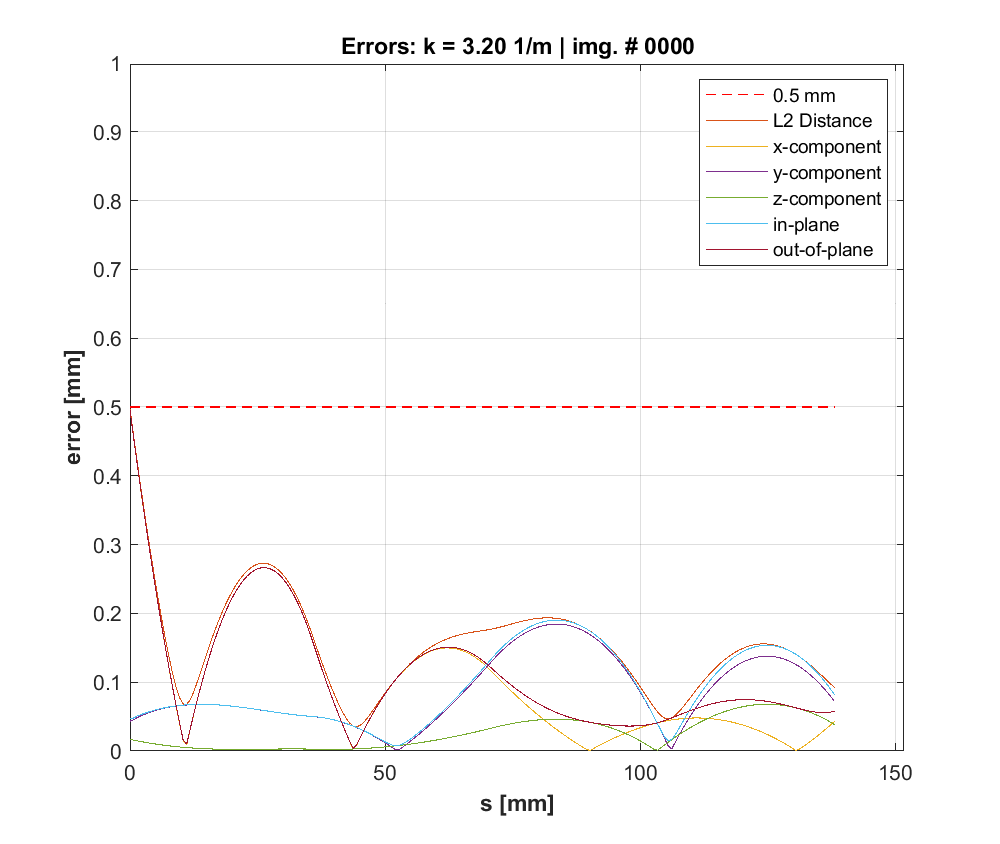 Errors: k = 3.20 1/m | img. # 0000
1
0.9
0.8
0.7
0.6
0.5
0.4
0.3
0.2
0.1
0
error [mm]
0.5 mm
L2 Distance
x-component
y-component
z-component
in-plane
out-of-plane
0 50 100 150
s [mm]